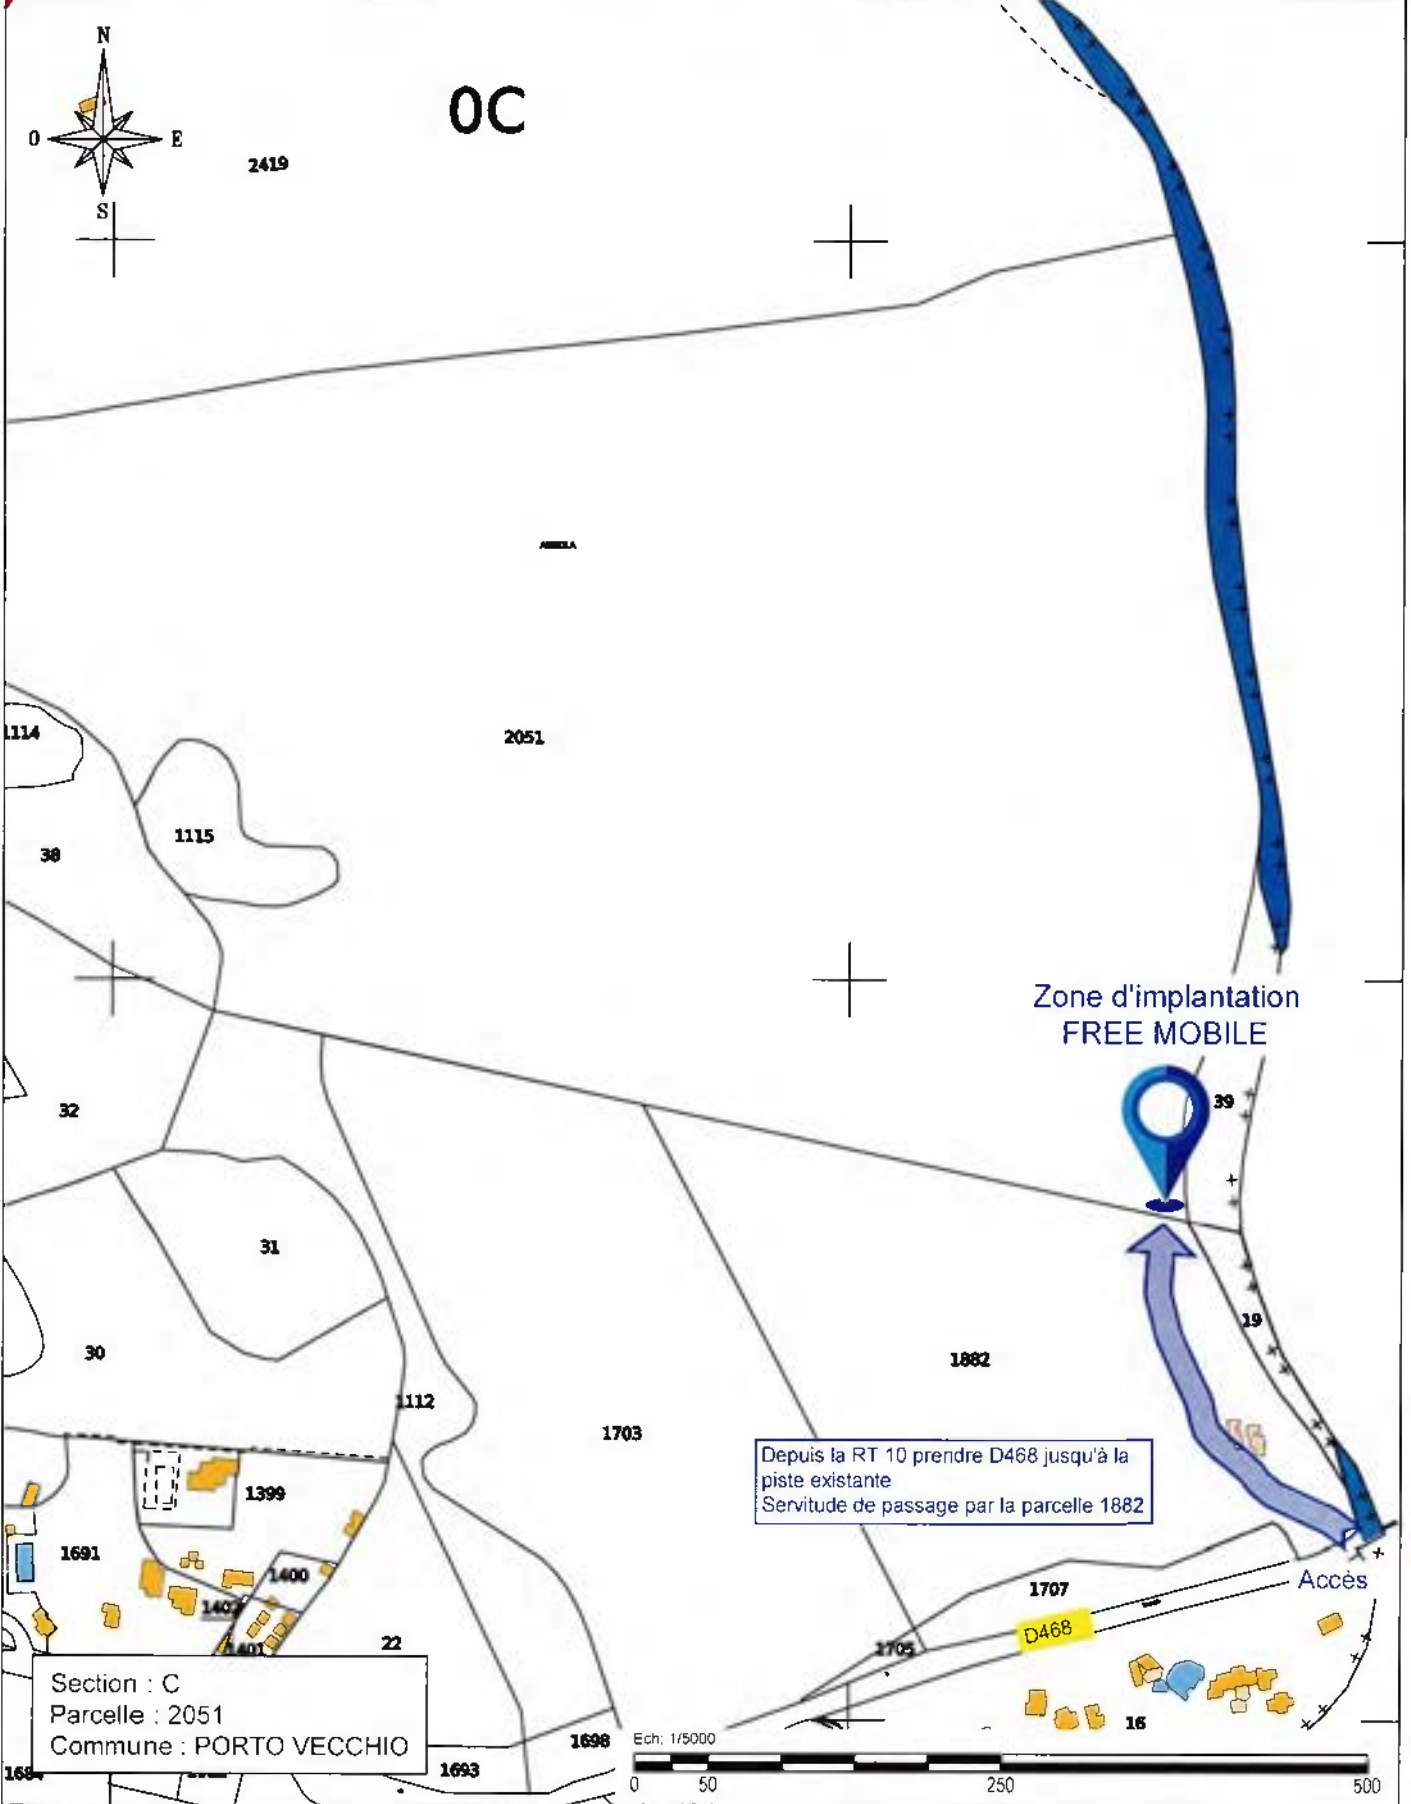 N
O
E
S
0C
2419
2051
1114
1115
38
Zone d'implantation
FREE MOBILE
39
32
31
19
30
1882
1112
1703
Depuis la RT 10 prendre D468 jusqu'à la
piste existante
Servitude de passage par la parcelle 1882
1399
1691
1400
1401
22
1707
Accès
D468
1705
16
Section : C
Parcelle : 2051
Commune : PORTO VECCHIO
1698
1693
Ech: 1/5000
0 50 250 500